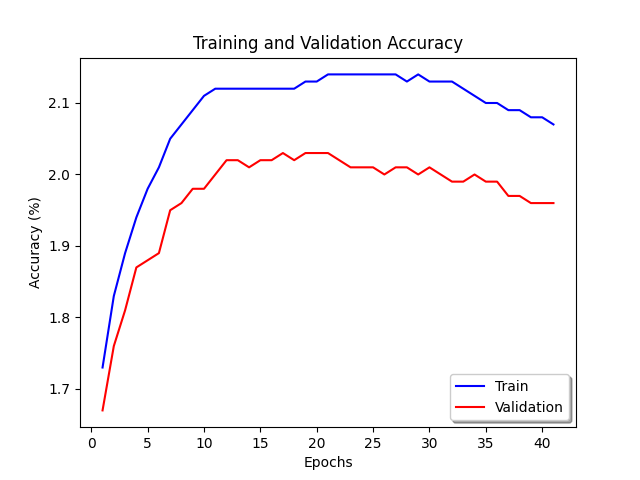 Training and Validation Accuracy
Accuracy (%)
2.1
2.0
1.9
1.8
1.7
0 5 10 15 20 25 30 35 40
Epochs
Train
Validation